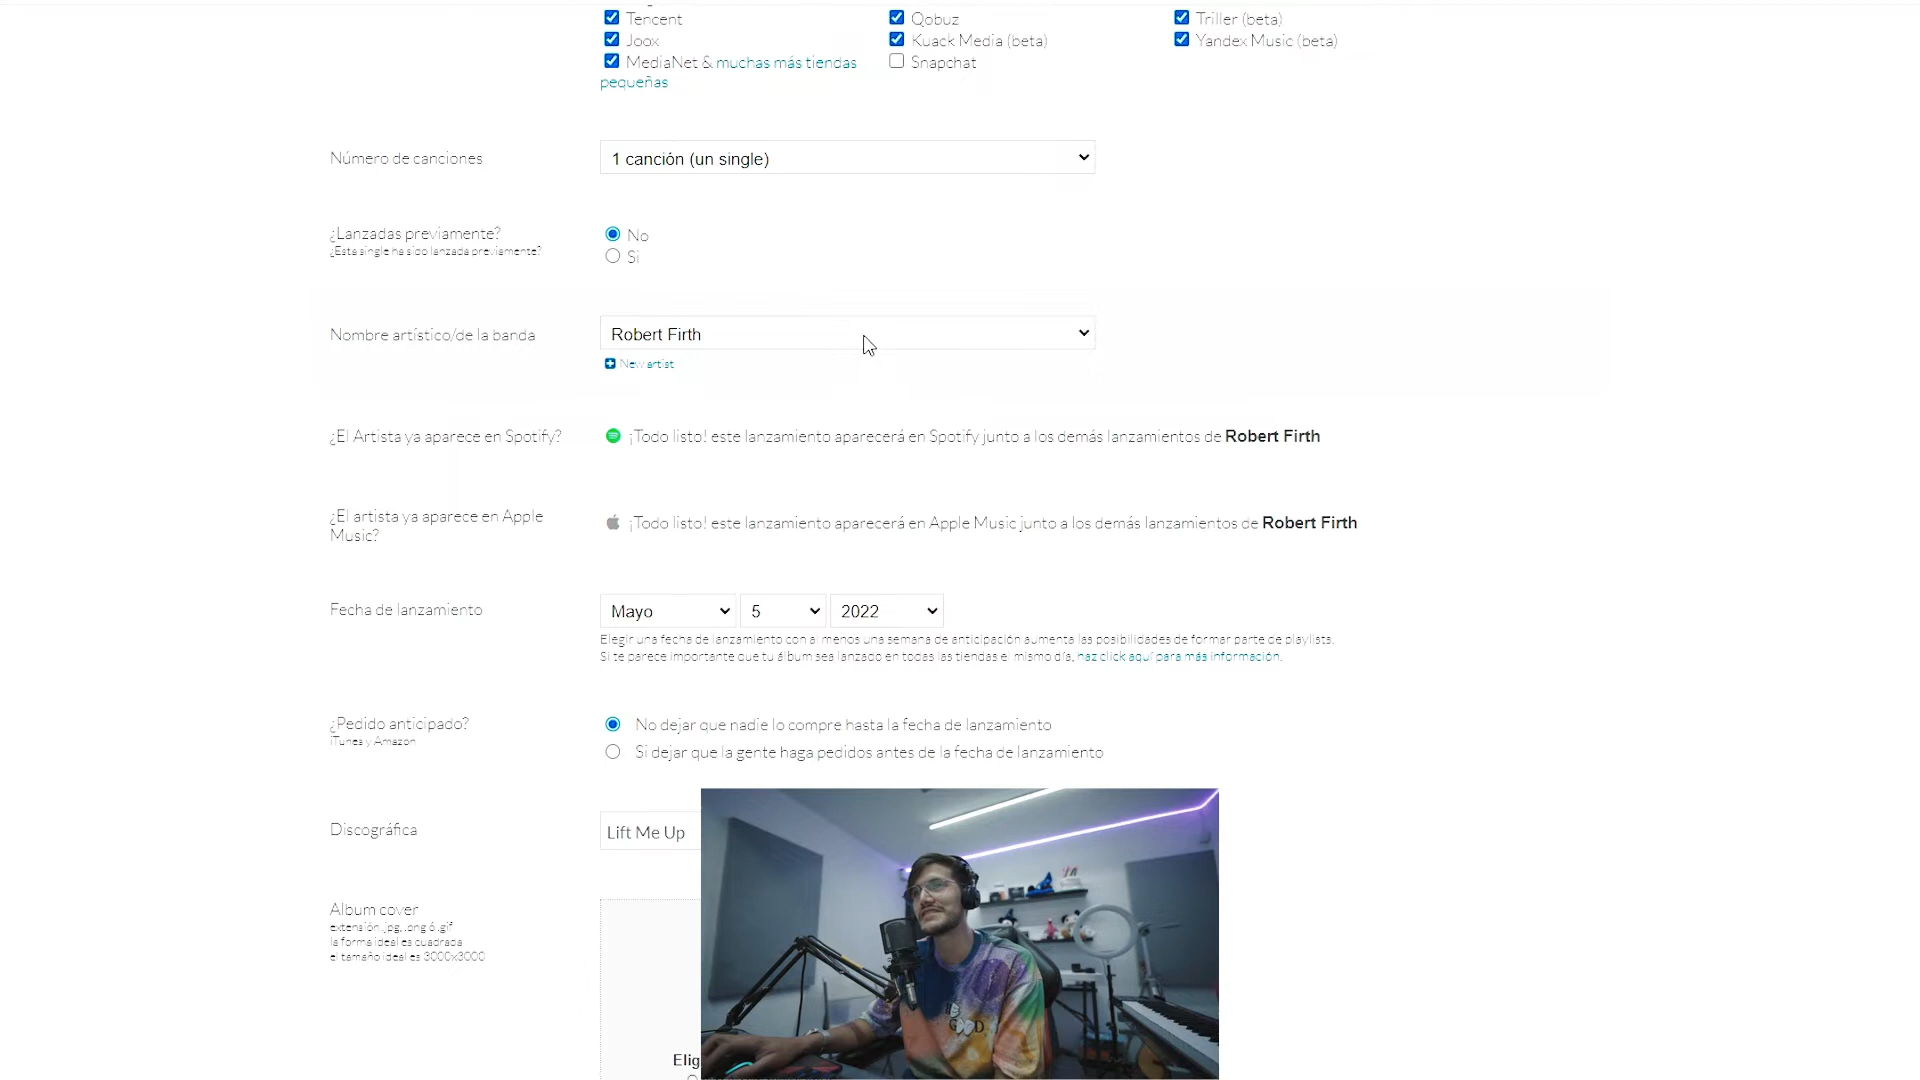 Tencent
Qobuz
Triller (beta)
Joox
Kuack Media (beta)
Yandex Music (beta)
MediaNet & muchas más tiendas
pequeñas
Snapchat
Número de canciones
1 canción (un single)
¿Lanzadas previamente?
¿Esta single ha sido lanzada previamente?
No
Si
Nombre artístico/de la banda
Robert Firth
New artist
¿El Artista ya aparece en Spotify?
¡Todo listo! este lanzamiento aparecerá en Spotify junto a los demás lanzamientos de Robert Firth
¿El artista ya aparece en Apple
Music?
¡Todo listo! este lanzamiento aparecerá en Apple Music junto a los demás lanzamientos de Robert Firth
Fecha de lanzamiento
Mayo
5
2022
Elegir una fecha de lanzamiento con al menos una semana de anticipación aumenta las posibilidades de formar parte de playlists.
Si te parece importante que tu álbum sea lanzado en todas las tiendas el mismo día, haz click aquí para más información.
¿Pedido anticipado?
iTunes y Amazon
No dejar que nadie lo compre hasta la fecha de lanzamiento
Si dejar que la gente haga pedidos antes de la fecha de lanzamiento
Discográfica
Lift Me Up
Album cover
extensión .jpg, .png ó .gif
la forma ideal es cuadrada
el tamaño ideal es 3000x3000
Elig